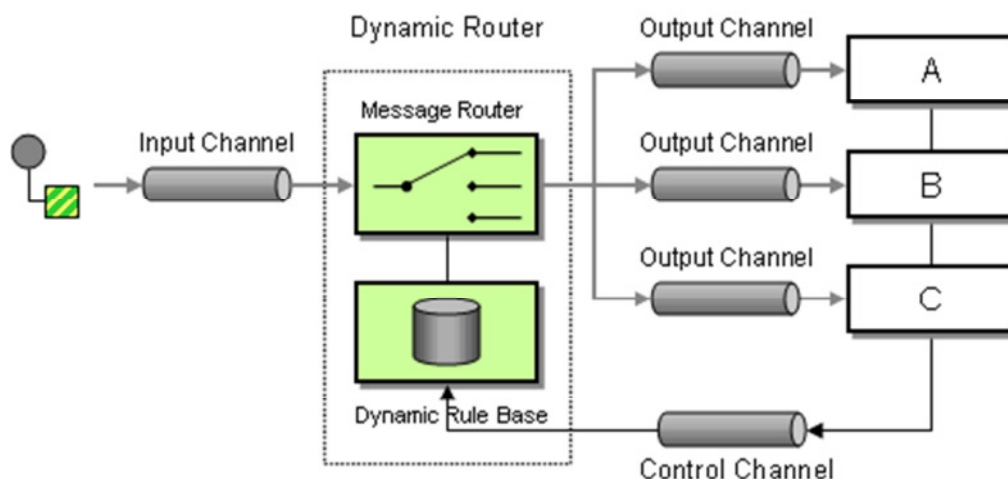 Dynamic Router
Output Channel
A
Message Router
Input Channel
Output Channel
B
Output Channel
C
Dynamic Rule Base
Control Channel